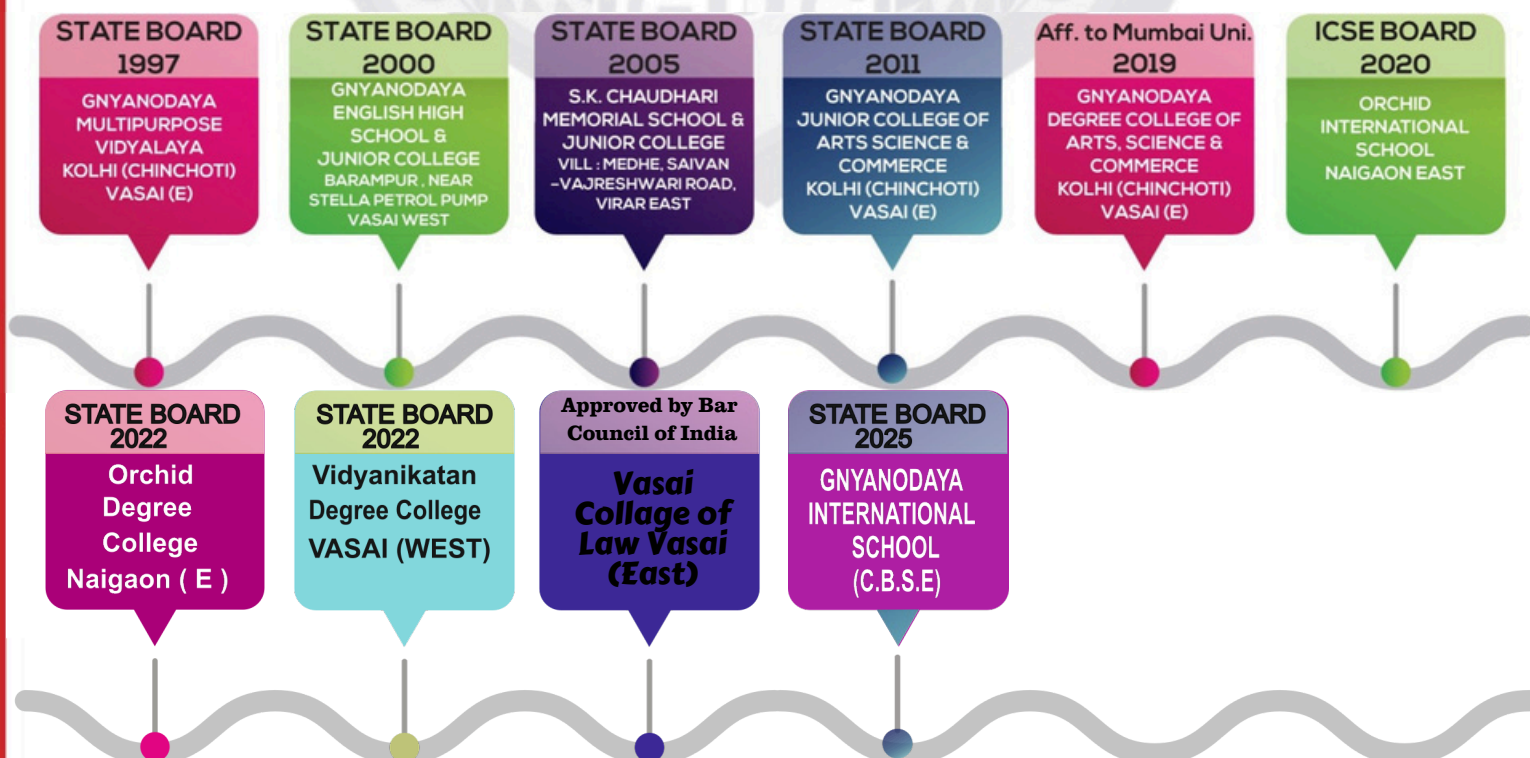 STATE BOARD
1997
GNYANODAYA
MULTIPURPOSE
VIDYALAYA
KOLHI (CHINCHOTI)
VASAI (E)
STATE BOARD
2000
GNYANODAYA
ENGLISH HIGH
SCHOOL &
JUNIOR COLLEGE
BARAMPUR , NEAR
STELLA PETROL PUMP
VASAI WEST
STATE BOARD
2005
S.K. CHAUDHARI
MEMORIAL SCHOOL &
JUNIOR COLLEGE
VILL : MEDHE, SAIVAN
-VAJRESHWARI ROAD,
VIRAR EAST
STATE BOARD
2011
GNYANODAYA
JUNIOR COLLEGE OF
ARTS SCIENCE &
COMMERCE
KOLHI (CHINCHOTI)
VASAI (E)
Aff. to Mumbai Uni.
2019
GNYANODAYA
DEGREE COLLEGE OF
ARTS, SCIENCE &
COMMERCE
KOLHI (CHINCHOTI)
VASAI (E)
ICSE BOARD
2020
ORCHID
INTERNATIONAL
SCHOOL
NAIGAON EAST
STATE BOARD
2022
Orchid
Degree
College
Naigaon ( E )
STATE BOARD
2022
Vidyanikatan
Degree College
VASAI (WEST)
Approved by Bar
Council of India
Vasai
Collage of
Law Vasai
(East)
STATE BOARD
2025
GNYANODAYA
INTERNATIONAL
SCHOOL
(C.B.S.E)